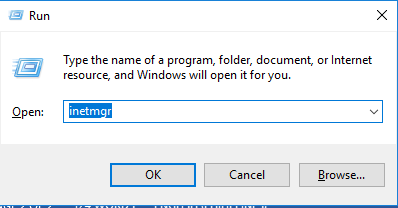 Run
Type the name of a program, folder, document, or Internet
resource, and Windows will open it for you.
Open: inetmgr
OK Cancel Browse...